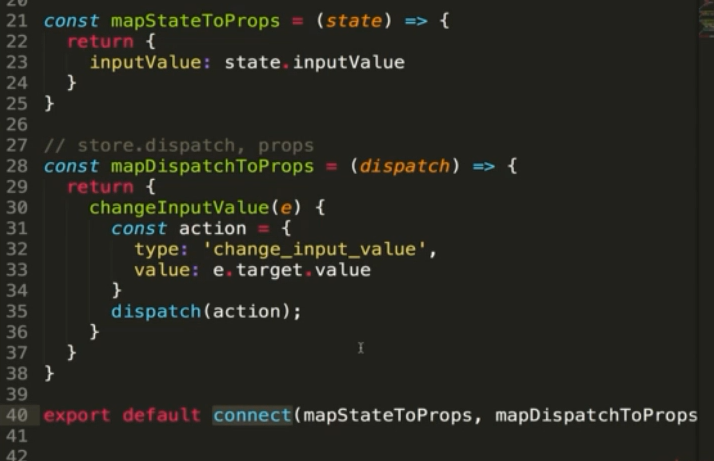 20
21 const mapStateToProps = (state) => {
22 return {
23 inputValue: state.inputValue
24 }
25 }
26
27 // store.dispatch, props
28 const mapDispatchToProps = (dispatch) => {
29 return {
30 changeInputValue(e) {
31 const action = {
32 type: 'change_input_value',
33 value: e.target.value
34 }
35 dispatch(action);
36 }
37 }
38 }
39
40 export default connect(mapStateToProps, mapDispatchToProps
41
42